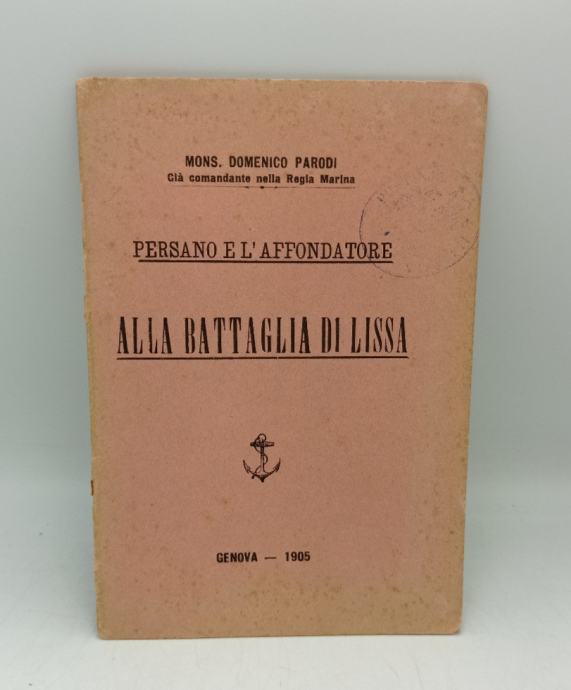 MONS. DOMENICO PARODI
Già comandante nella Regia Marina
PERSANO E L'AFFONDATORE
ALLA BATTAGLIA DI LISSA
GENOVA — 1905